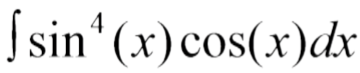 ∫ sin⁴(x)cos(x)dx